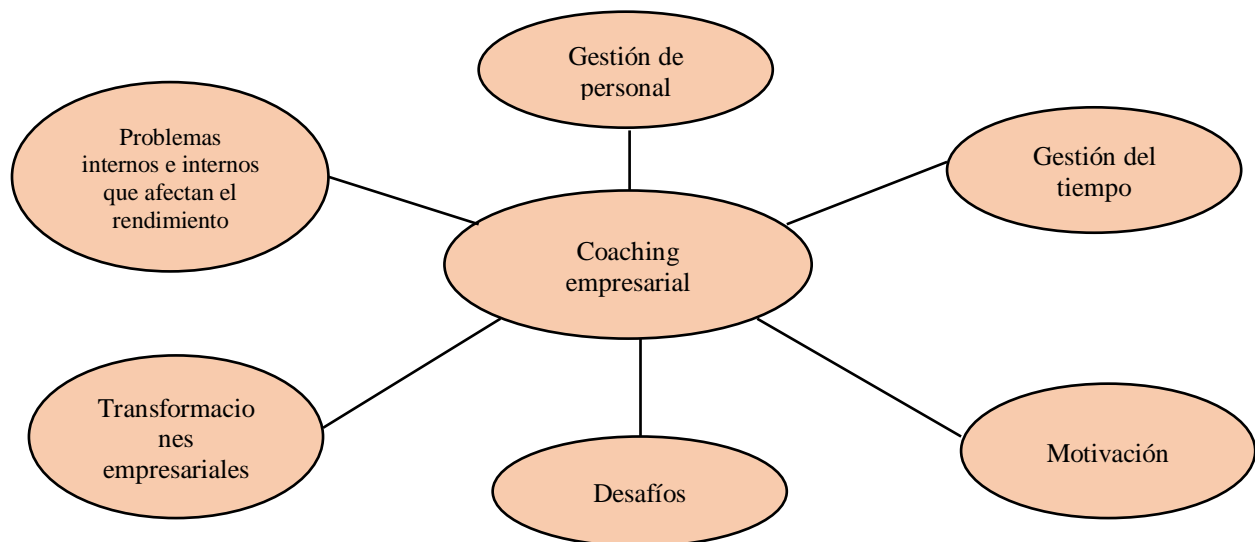 Gestión de
personal
Problemas
internos e internos
que afectan el
rendimiento
Gestión del
tiempo
Coaching
empresarial
Transformacio
nes
empresariales
Desafíos
Motivación